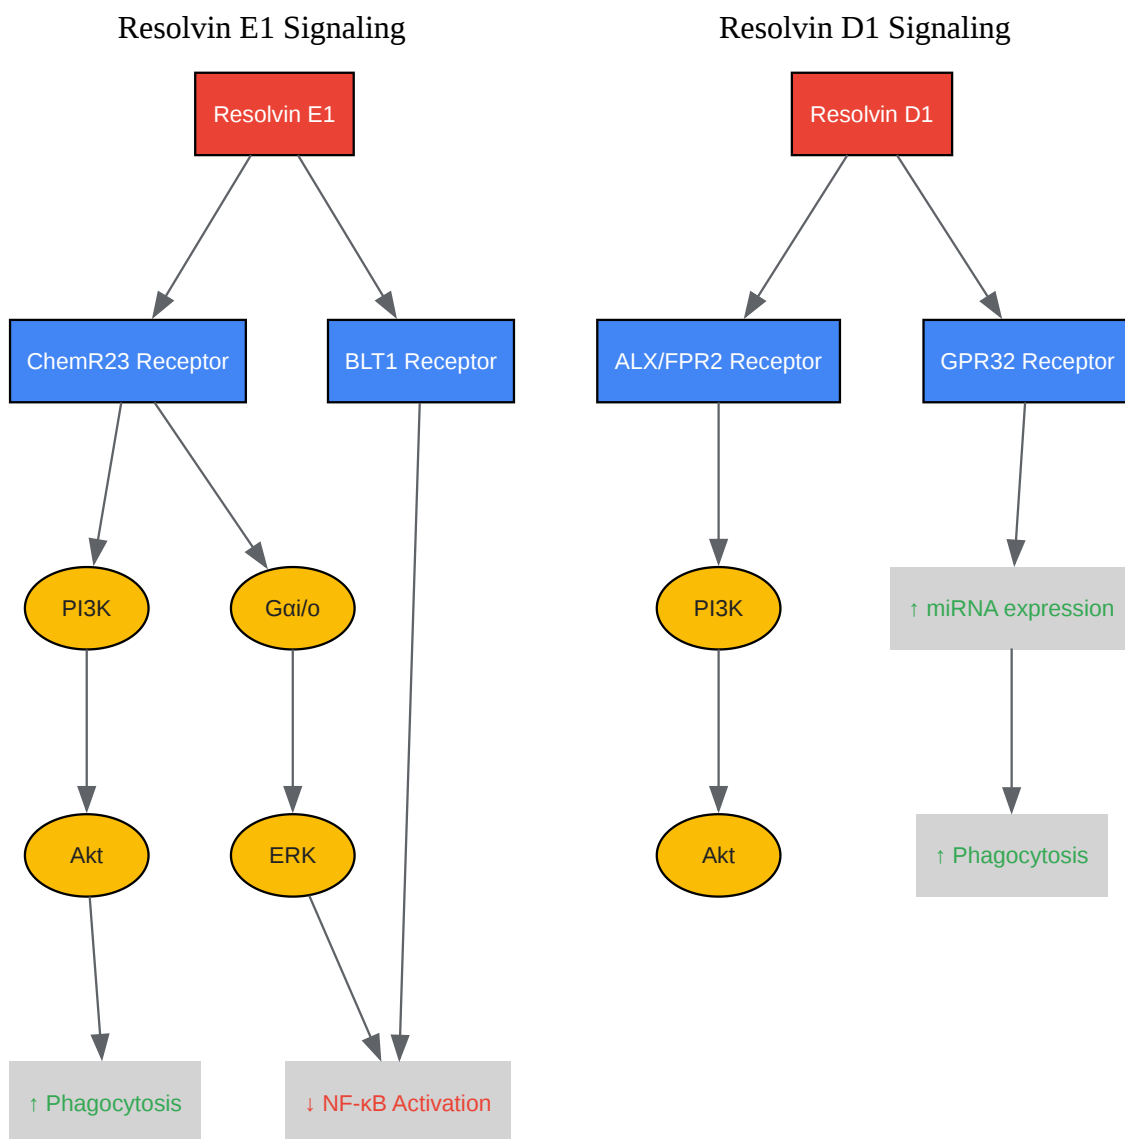 Resolvin E1 Signaling
Resolvin D1 Signaling
Resolvin E1
Resolvin D1
ChemR23 Receptor
BLT1 Receptor
ALX/FPR2 Receptor
GPR32 Receptor
PI3K
Gαi/o
PI3K
↑ miRNA expression
Akt
ERK
Akt
↑ Phagocytosis
↑ Phagocytosis
↓ NF-κB Activation